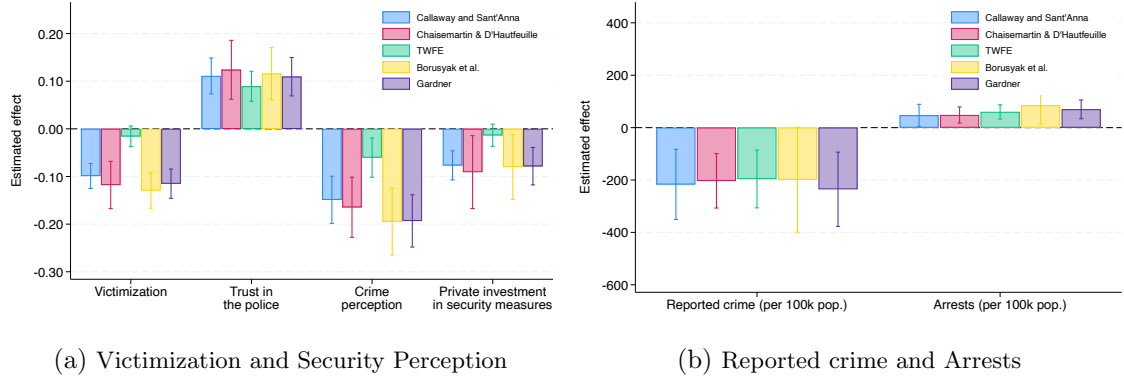 Callaway and Sant'Anna
Chaisemartin & D'Hautfeuille
TWFE
Borusyak et al.
Gardner
Estimated effect
0.20
0.10
0.00
-0.10
-0.20
-0.30
Victimization
Trust in
the police
Crime
perception
Private investment
in security measures
(a) Victimization and Security Perception
Callaway and Sant'Anna
Chaisemartin & D'Hautfeuille
TWFE
Borusyak et al.
Gardner
Estimated effect
400
200
0
-200
-400
-600
Reported crime (per 100k pop.)
Arrests (per 100k pop.)
(b) Reported crime and Arrests